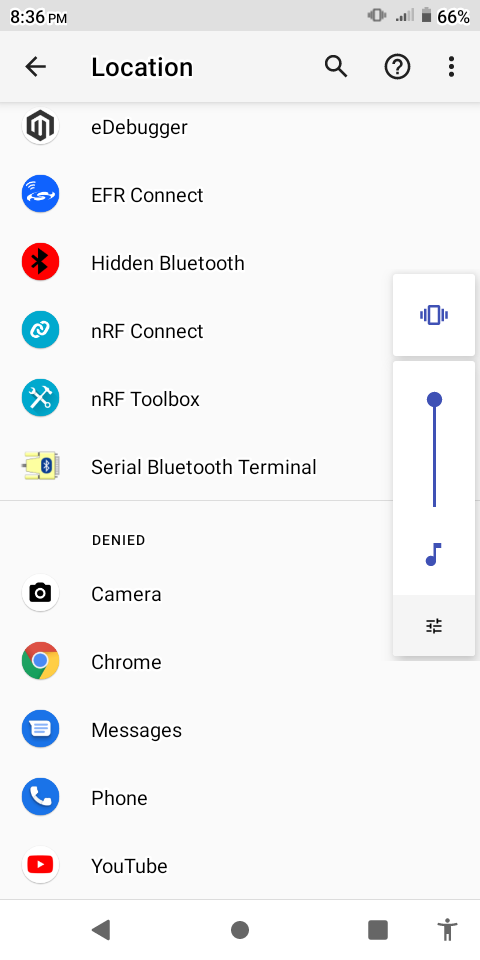 8:36 PM 66%
Location
eDebugger
EFR Connect
Hidden Bluetooth
nRF Connect
nRF Toolbox
Serial Bluetooth Terminal
DENIED
Camera
Chrome
Messages
Phone
YouTube